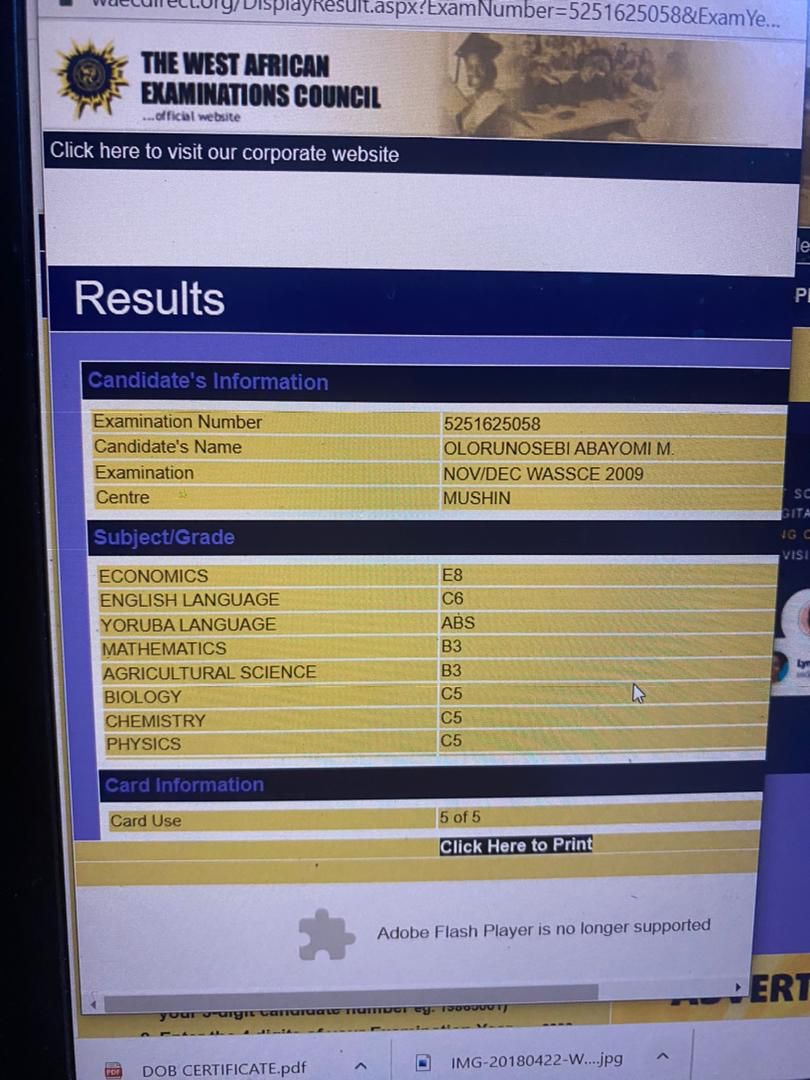 waecdirect.org/DisplayResult.aspx?ExamNumber=5251625058&ExamYe...
THE WEST AFRICAN
EXAMINATIONS COUNCIL
...official website
Click here to visit our corporate website
Results
Candidate's Information
Examination Number 5251625058
Candidate's Name OLORUNOSEBI ABAYOMI M.
Examination NOV/DEC WASSCE 2009
Centre MUSHIN
Subject/Grade
ECONOMICS E8
ENGLISH LANGUAGE C6
YORUBA LANGUAGE ABS
MATHEMATICS B3
AGRICULTURAL SCIENCE B3
BIOLOGY C5
CHEMISTRY C5
PHYSICS C5
Card Information
Card Use 5 of 5
Click Here to Print
Adobe Flash Player is no longer supported
your 3-digit candidate number eg.
DOB CERTIFICATE.pdf
IMG-20180422-W....jpg